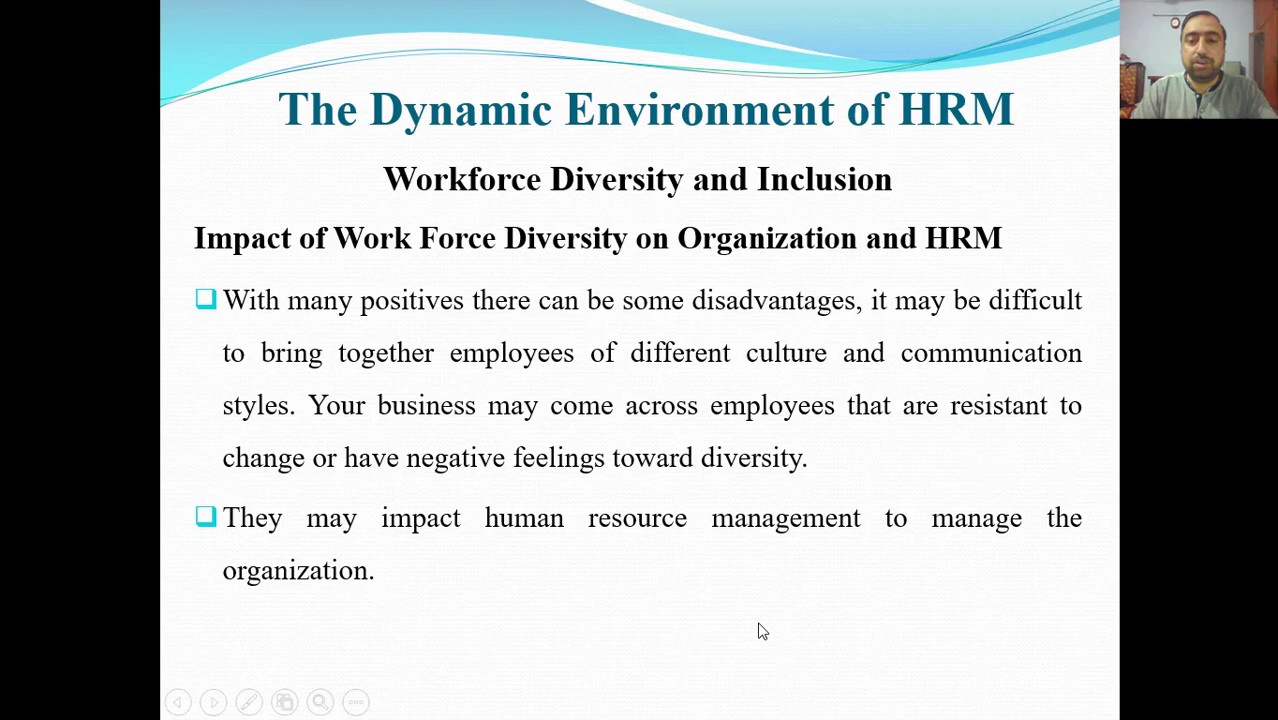 The Dynamic Environment of HRM
Workforce Diversity and Inclusion
Impact of Work Force Diversity on Organization and HRM
With many positives there can be some disadvantages, it may be difficult
to bring together employees of different culture and communication
styles. Your business may come across employees that are resistant to
change or have negative feelings toward diversity.
They may impact human resource management to manage the
organization.